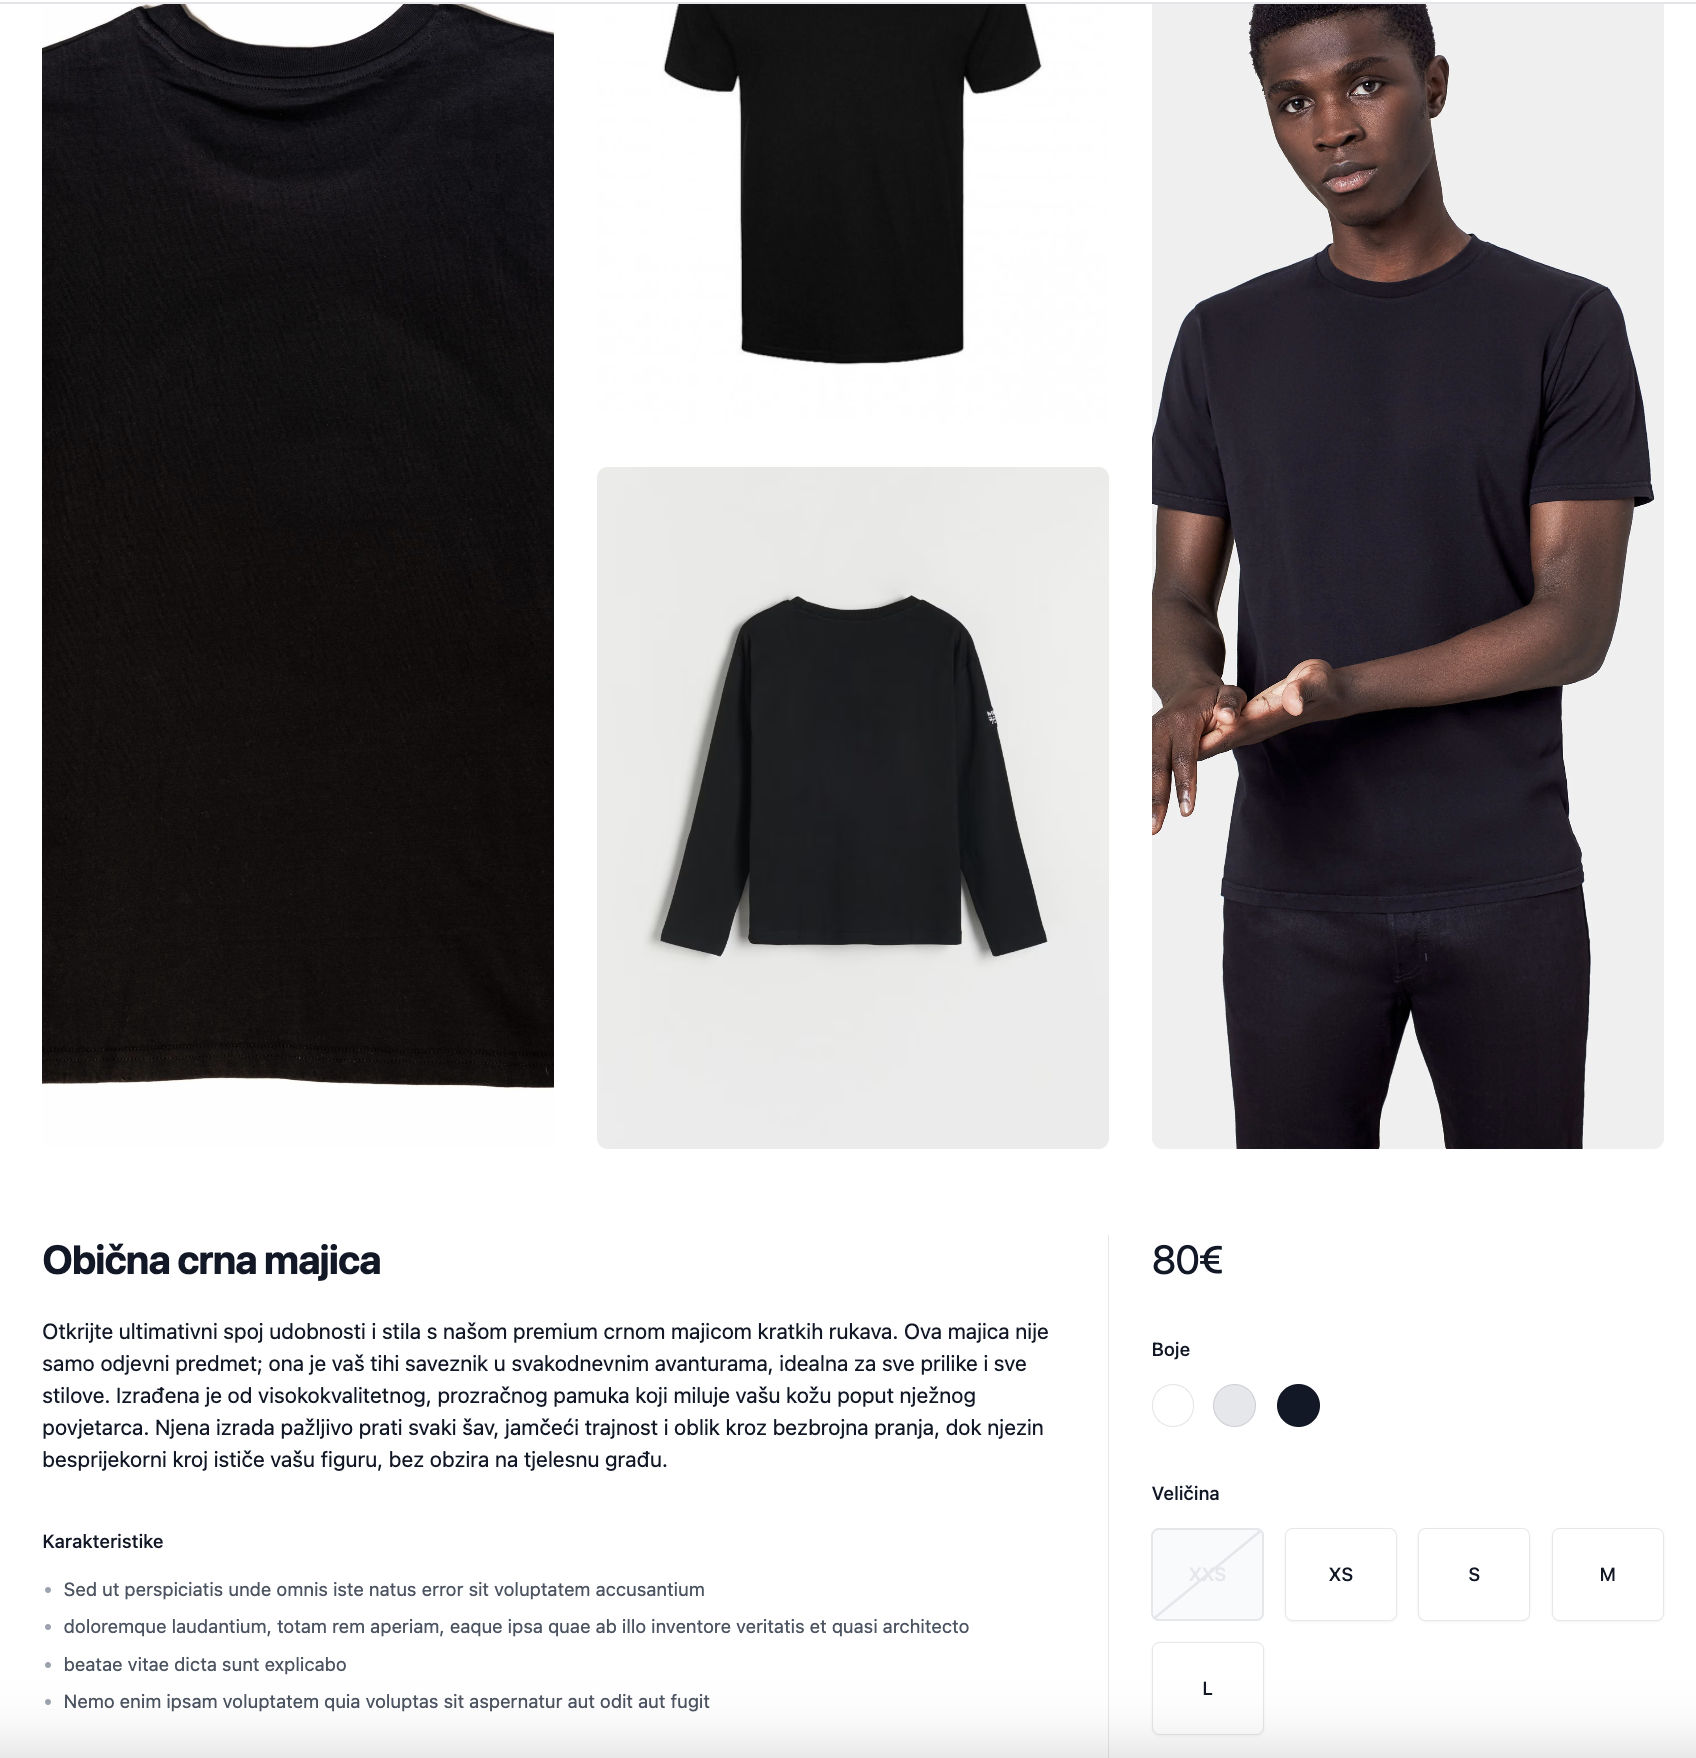 Obična crna majica
Otkrijte ultimativni spoj udobnosti i stila s našom premium crnom majicom kratkih rukava. Ova majica nije
samo odjevni predmet; ona je vaš tihi saveznik u svakodnevnim avanturama, idealna za sve prilike i sve
stilove. Izrađena je od visokokvalitetnog, prozračnog pamuka koji miluje vašu kožu poput nježnog
povjetarca. Njena izrada pažljivo prati svaki šav, jamčeći trajnost i oblik kroz bezbrojna pranja, dok njezin
besprijekorni kroj ističe vašu figuru, bez obzira na tjelesnu građu.
Karakteristike
Sed ut perspiciatis unde omnis iste natus error sit voluptatem accusantium
doloremque laudantium, totam rem aperiam, eaque ipsa quae ab illo inventore veritatis et quasi architecto
beatae vitae dicta sunt explicabo
Nemo enim ipsam voluptatem quia voluptas sit aspernatur aut odit aut fugit
80€
Boje
Veličina
XXS
XS
S
M
L